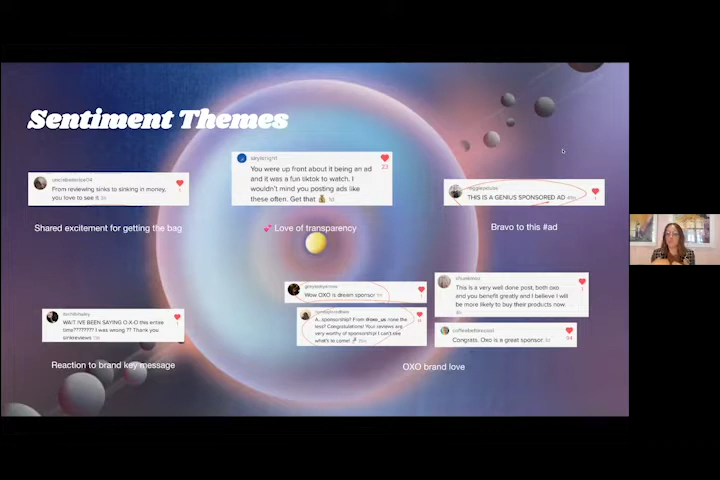 Sentiment Themes
From reviewing sinks to sinking in money,
you love to see it
Shared excitement for getting the bag
You were up front about it being an ad
and it was a fun tiktok to watch. I
wouldn't mind you posting ads like
these often. Get that 💰
23
💕 Love of transparency
THIS IS A GENIUS SPONSORED AD
Bravo to this #ad
WAIT I'VE BEEN SAYING O-X-O this entire
time???????? I was wrong ?? Thank you
sinkreviews
Reaction to brand key message
Wow OXO is dream sponsor
A.. sponsorship? From @oxo_us none the
less? Congratulations! Your reviews are
very worthy of sponsorship! I can't
what's to come!
This is a very well done post, both oxo
and you benefit greatly and I believe I will
be more likely to buy their products now.
Congrats. Oxo is a great sponsor.
OXO brand love